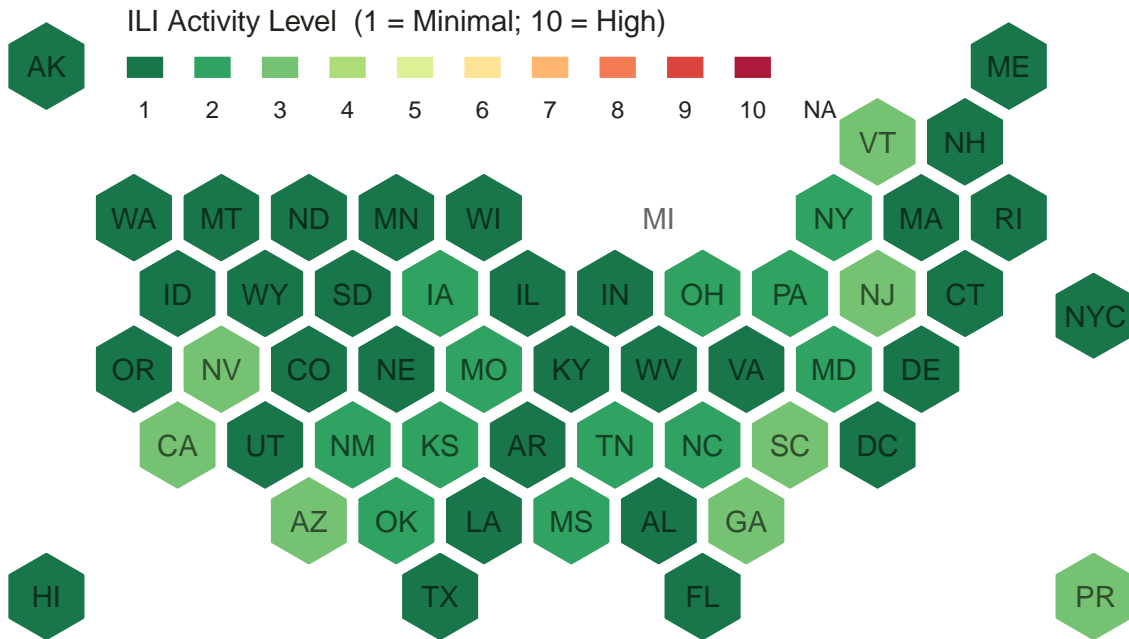 ILI Activity Level (1 = Minimal; 10 = High)
AK
ME
1 2 3 4 5 6 7 8 9 10 NA
VT NH
WA MT ND MN WI MI NY MA RI
ID WY SD IA IL IN OH PA NJ CT
NYC
OR NV CO NE MO KY WV VA MD DE
CA UT NM KS AR TN NC SC DC
AZ OK LA MS AL GA
HI TX FL PR